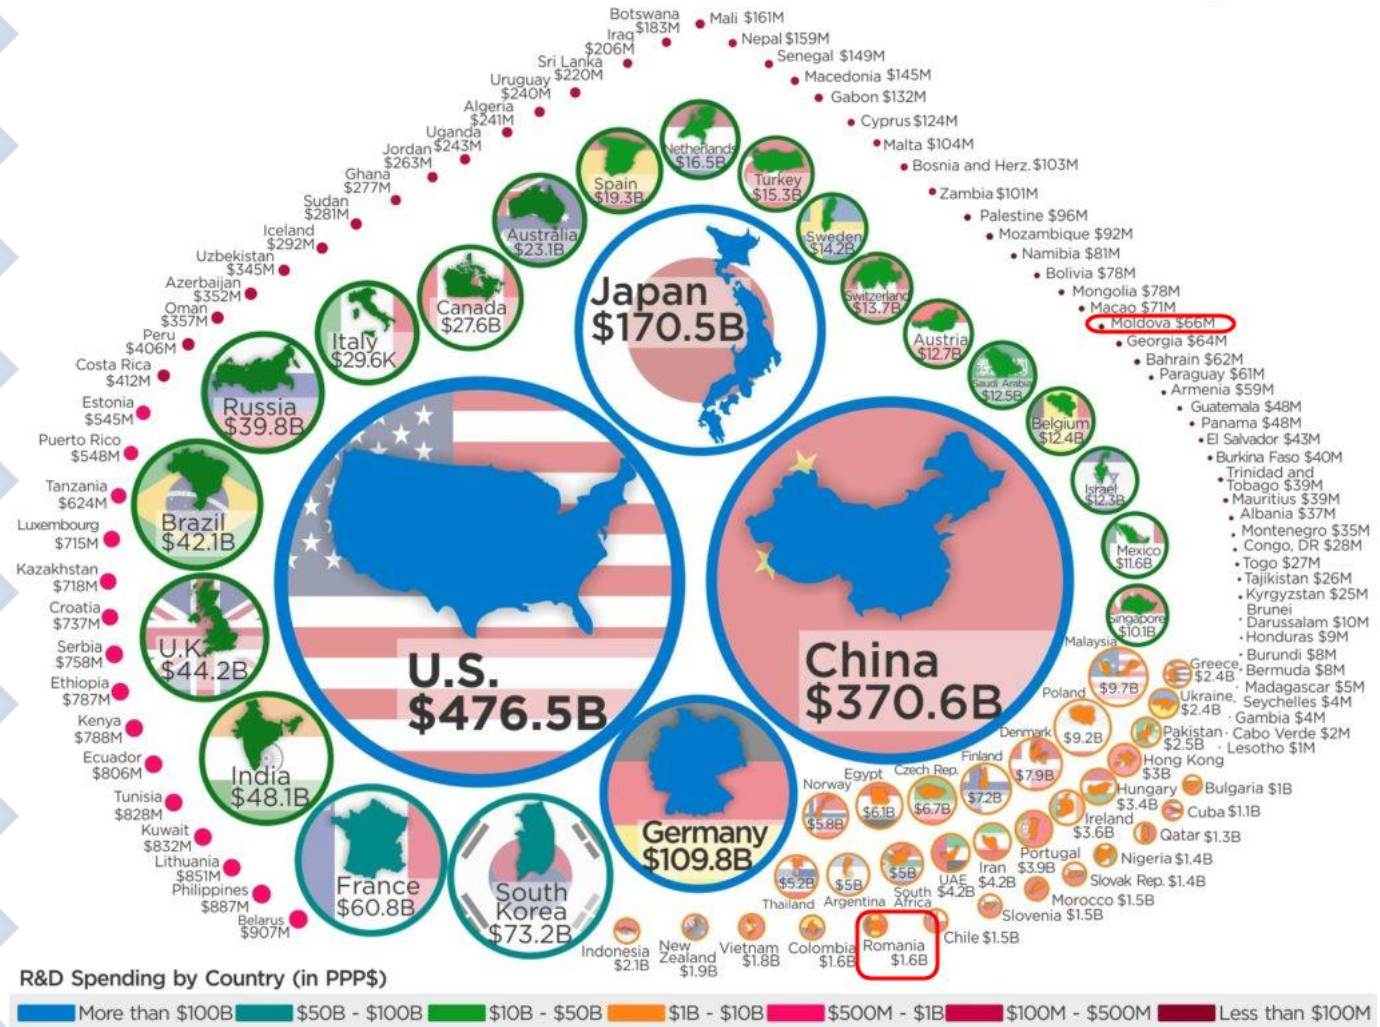 Botswana
$183M
Mali $161M
Iraq
$206M
Nepal $159M
Sri Lanka
$220M
Senegal $149M
Uruguay
$240M
Macedonia $145M
Algeria
$241M
Gabon $132M
Uganda
$243M
Cyprus $124M
Jordan
$263M
Malta $104M
Ghana
$277M
Bosnia and Herz. $103M
Sudan
$281M
Zambia $101M
Iceland
$292M
Palestine $96M
Uzbekistan
$345M
Mozambique $92M
Azerbaijan
$352M
Namibia $81M
Oman
$357M
Bolivia $78M
Peru
$406M
Mongolia $78M
Costa Rica
$412M
Macao $71M
Estonia
$545M
Moldova $66M
Puerto Rico
$548M
Georgia $64M
Tanzania
$624M
Bahrain $62M
Luxembourg
$715M
Paraguay $61M
Kazakhstan
$718M
Armenia $59M
Croatia
$737M
Guatemala $48M
Serbia
$758M
Panama $48M
Ethiopia
$787M
El Salvador $43M
Kenya
$788M
Burkina Faso $40M
Ecuador
$806M
Trinidad and
Tobago $39M
Tunisia
$828M
Mauritius $39M
Kuwait
$832M
Albania $37M
Lithuania
$851M
Montenegro $35M
Philippines
$887M
Congo, DR $28M
Belarus
$907M
Togo $27M
Tajikistan $26M
Kyrgyzstan $25M
Brunei
Darussalam $10M
Honduras $9M
Burundi $8M
Bermuda $8M
Madagascar $5M
Seychelles $4M
Gambia $4M
Cabo Verde $2M
Lesotho $1M
Netherlands
$16.5B
Spain
$19.3B
Turkey
$15.3B
Australia
$23.1B
Sweden
$14.2B
Canada
$27.6B
Switzerland
$13.7B
Italy
$29.6K
Austria
$12.7B
Russia
$39.8B
Saudi Arabia
$12.5B
Brazil
$42.1B
Belgium
$12.4B
U.K.
$44.2B
Israel
$12.3B
India
$48.1B
Mexico
$11.6B
Singapore
$10.1B
Japan
$170.5B
U.S.
$476.5B
China
$370.6B
Germany
$109.8B
France
$60.8B
South
Korea
$73.2B
Malaysia
$9.7B
Greece
$2.4B
Poland
$9.2B
Ukraine
$2.4B
Denmark
$7.9B
Pakistan
$2.5B
Finland
$7.2B
Hong Kong
$3B
Czech Rep.
$6.7B
Hungary
$3.4B
Bulgaria $1B
Egypt
$6.1B
Ireland
$3.6B
Cuba $1.1B
Norway
$5.8B
Portugal
$3.9B
Qatar $1.3B
Thailand
$5.2B
Argentina
$5B
South
Africa
$5B
UAE
$4.2B
Iran
$4.2B
Nigeria $1.4B
Slovak Rep. $1.4B
Morocco $1.5B
Slovenia $1.5B
Chile $1.5B
Indonesia
$2.1B
New
Zealand
$1.9B
Vietnam
$1.8B
Colombia
$1.6B
Romania
$1.6B
R&D Spending by Country (in PPP$)
More than $100B
$50B - $100B
$10B - $50B
$1B - $10B
$500M - $1B
$100M - $500M
Less than $100M